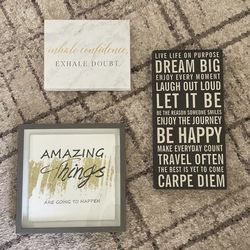 inhale confidence,
EXHALE DOUBT.
LIVE LIFE ON PURPOSE
DREAM BIG
ENJOY EVERY MOMENT
LAUGH OUT LOUD
LET IT BE
BE THE REASON SOMEONE SMILES
ENJOY THE JOURNEY
BE HAPPY
MAKE EVERYDAY COUNT
TRAVEL OFTEN
THE BEST IS YET TO COME
CARPE DIEM
AMAZING
Things
ARE GOING TO HAPPEN